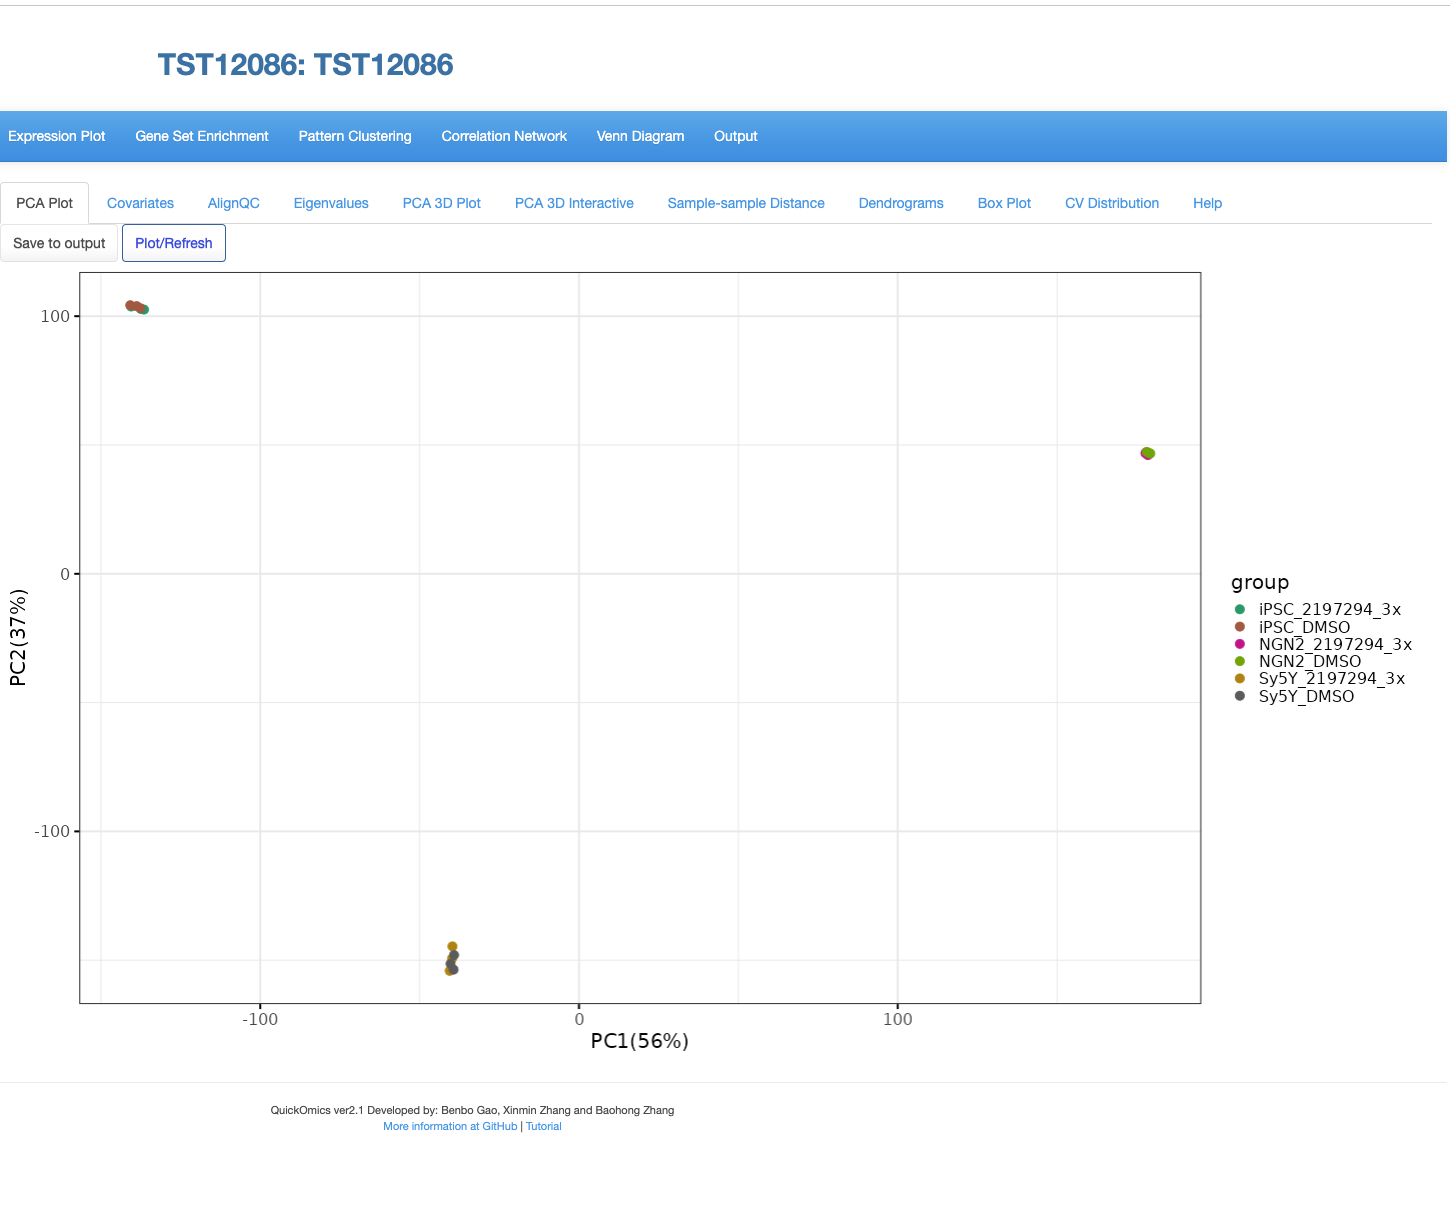 TST12086: TST12086
Expression Plot Gene Set Enrichment Pattern Clustering Correlation Network Venn Diagram Output
PCA Plot Covariates AlignQC Eigenvalues PCA 3D Plot PCA 3D Interactive Sample-sample Distance Dendrograms Box Plot CV Distribution Help
Save to output Plot/Refresh
100
0
-100
PC2(37%)
-100 0 100
PC1(56%)
group
iPSC_2197294_3x
iPSC_DMSO
NGN2_2197294_3x
NGN2_DMSO
Sy5Y_2197294_3x
Sy5Y_DMSO
QuickOmics ver2.1 Developed by: Benbo Gao, Xinmin Zhang and Baohong Zhang
More information at GitHub | Tutorial